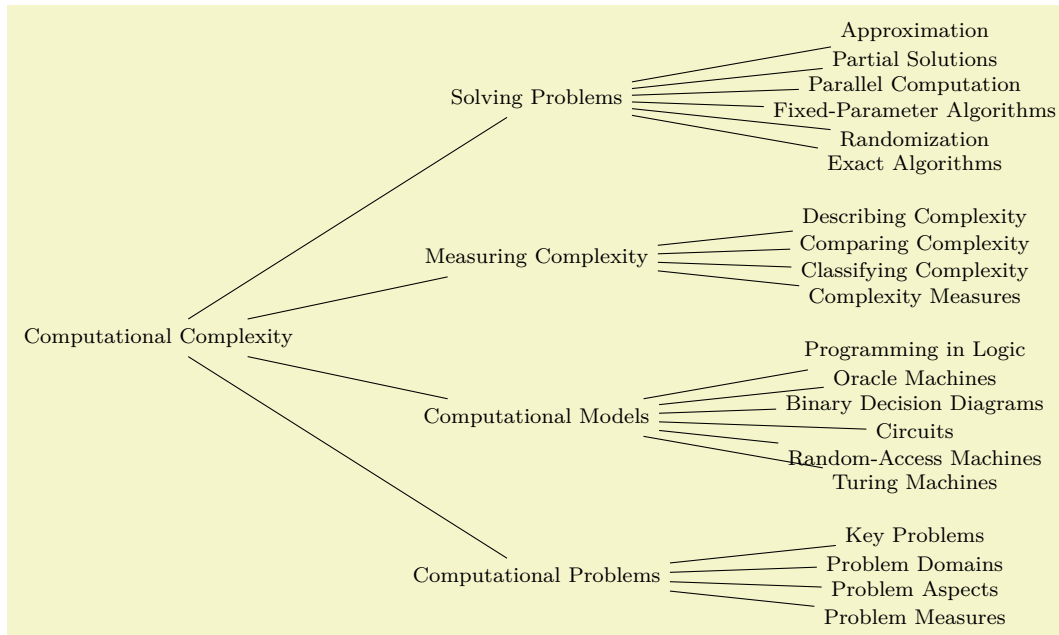 Computational Complexity
Solving Problems
Approximation
Partial Solutions
Parallel Computation
Fixed-Parameter Algorithms
Randomization
Exact Algorithms
Measuring Complexity
Describing Complexity
Comparing Complexity
Classifying Complexity
Complexity Measures
Computational Models
Programming in Logic
Oracle Machines
Binary Decision Diagrams
Circuits
Random-Access Machines
Turing Machines
Computational Problems
Key Problems
Problem Domains
Problem Aspects
Problem Measures